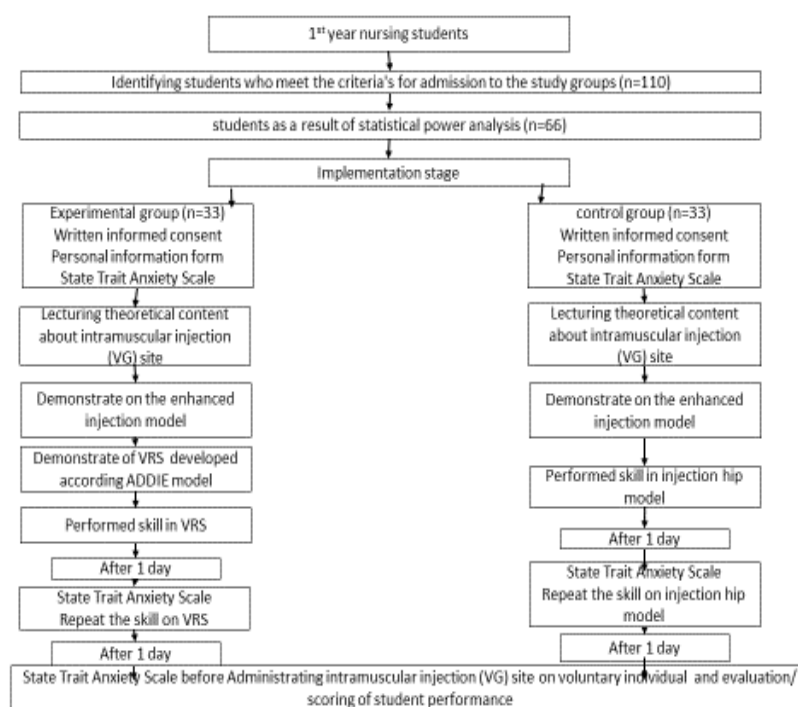 1st year nursing students
Identifying students who meet the criteria's for admission to the study groups (n=110)
students as a result of statistical power analysis (n=66)
Implementation stage
Experimental group (n=33)
Written informed consent
Personal information form
State Trait Anxiety Scale
Lecturing theoretical content
about intramuscular injection
(VG) site
Demonstrate on the enhanced
injection model
Demonstrate of VRS developed
according ADDIE model
Performed skill in VRS
After 1 day
State Trait Anxiety Scale
Repeat the skill on VRS
After 1 day
control group (n=33)
Written informed consent
Personal information form
State Trait Anxiety Scale
Lecturing theoretical content
about intramuscular injection
(VG) site
Demonstrate on the enhanced
injection model
Performed skill in injection hip
model
After 1 day
State Trait Anxiety Scale
Repeat the skill on injection hip
model
After 1 day
State Trait Anxiety Scale before Administrating intramuscular injection (VG) site on voluntary individual and evaluation/
scoring of student performance